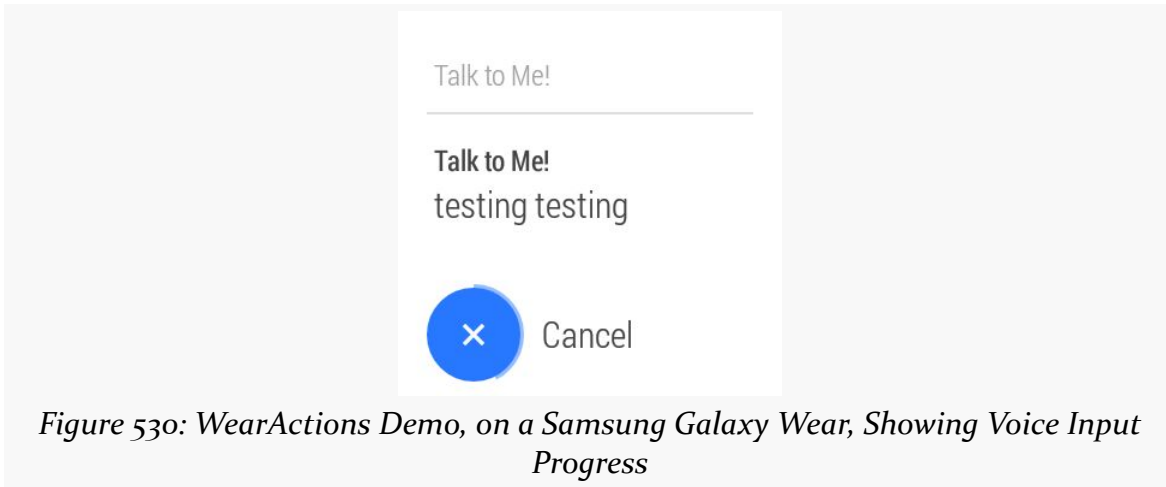 Talk to Me!
Talk to Me!
testing testing
Cancel
Figure 530: WearActions Demo, on a Samsung Galaxy Wear, Showing Voice Input
Progress